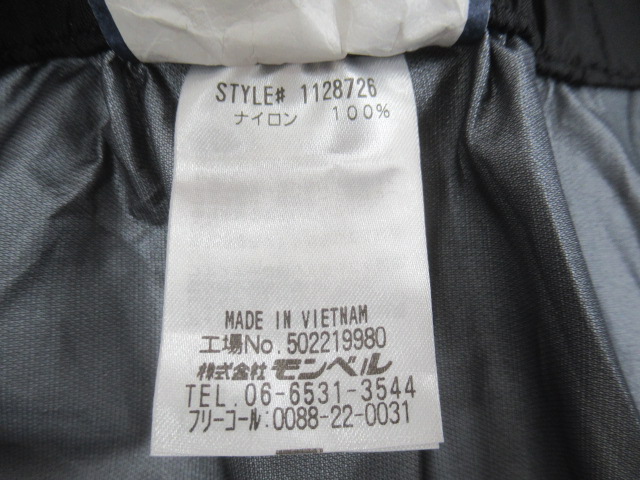 STYLE# 1128726
ナイロン 100%
MADE IN VIETNAM
工場No.502219980
株式会社 モンベル
TEL.06-6531-3544
フリーコール:0088-22-0031